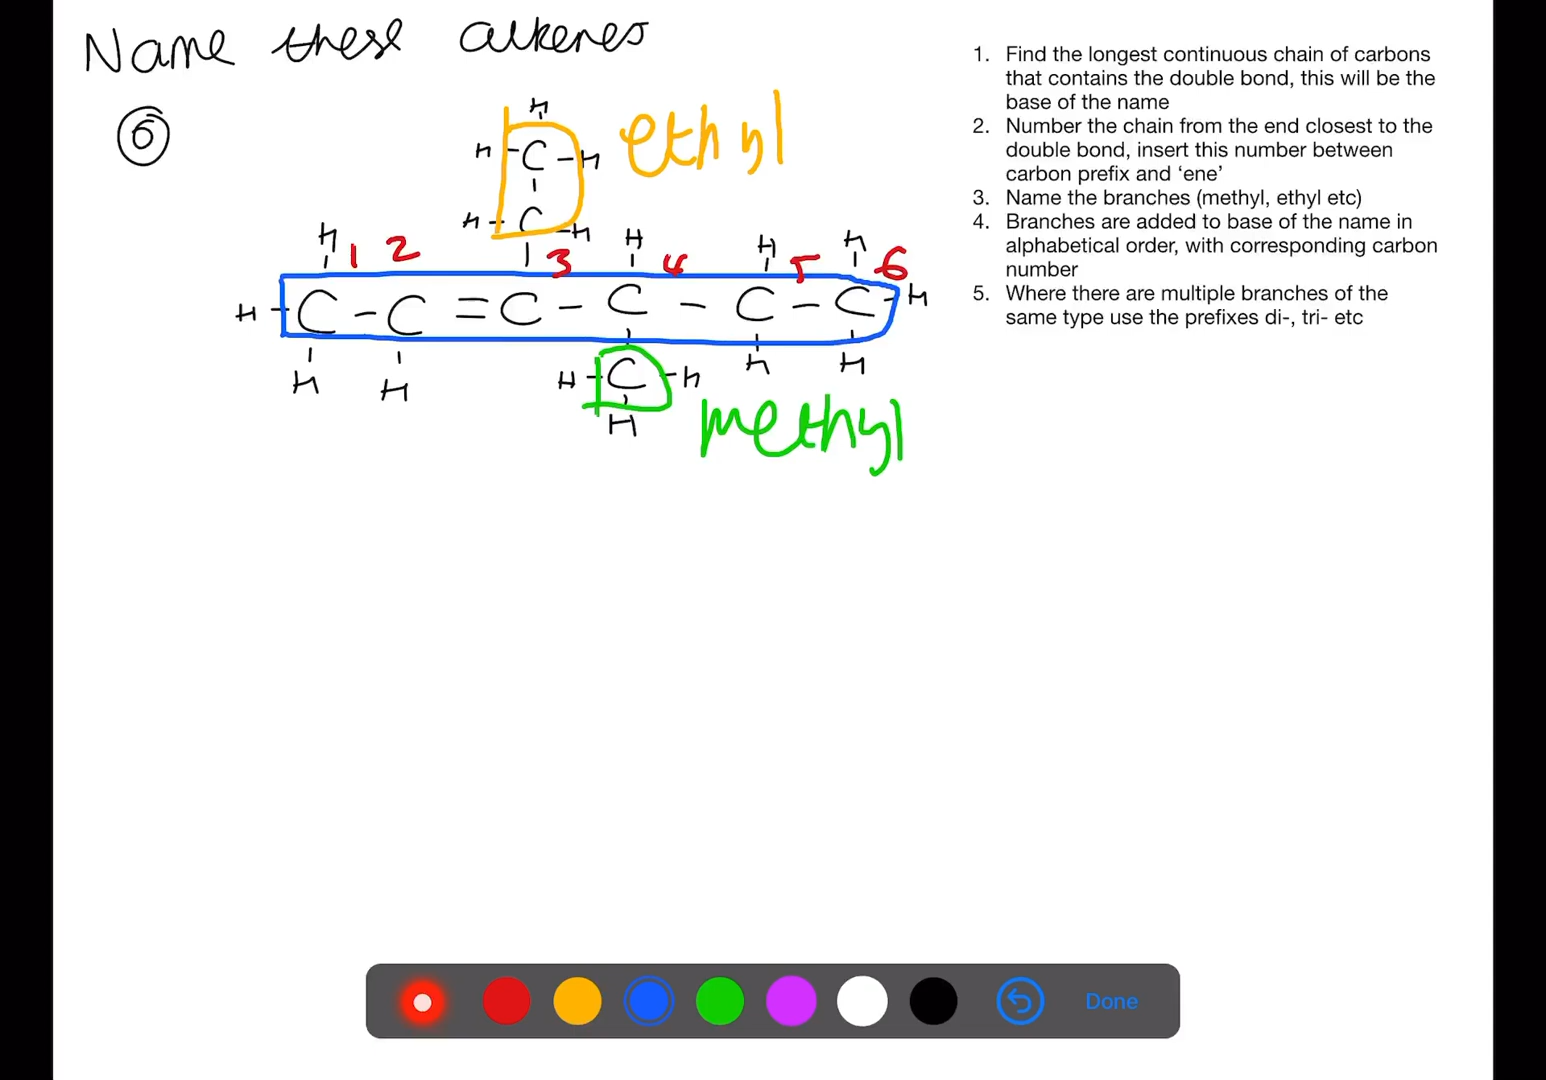 Name these alkenes
6
H
H - C - H ethyl
H - C - H
H 1 2 3 H 4 H 5 H 6
H - C - C = C - C - C - C - H
H H H - C - H H H
H methyl
1. Find the longest continuous chain of carbons
that contains the double bond, this will be the
base of the name
2. Number the chain from the end closest to the
double bond, insert this number between
carbon prefix and ‘ene’
3. Name the branches (methyl, ethyl etc)
4. Branches are added to base of the name in
alphabetical order, with corresponding carbon
number
5. Where there are multiple branches of the
same type use the prefixes di-, tri- etc
Done